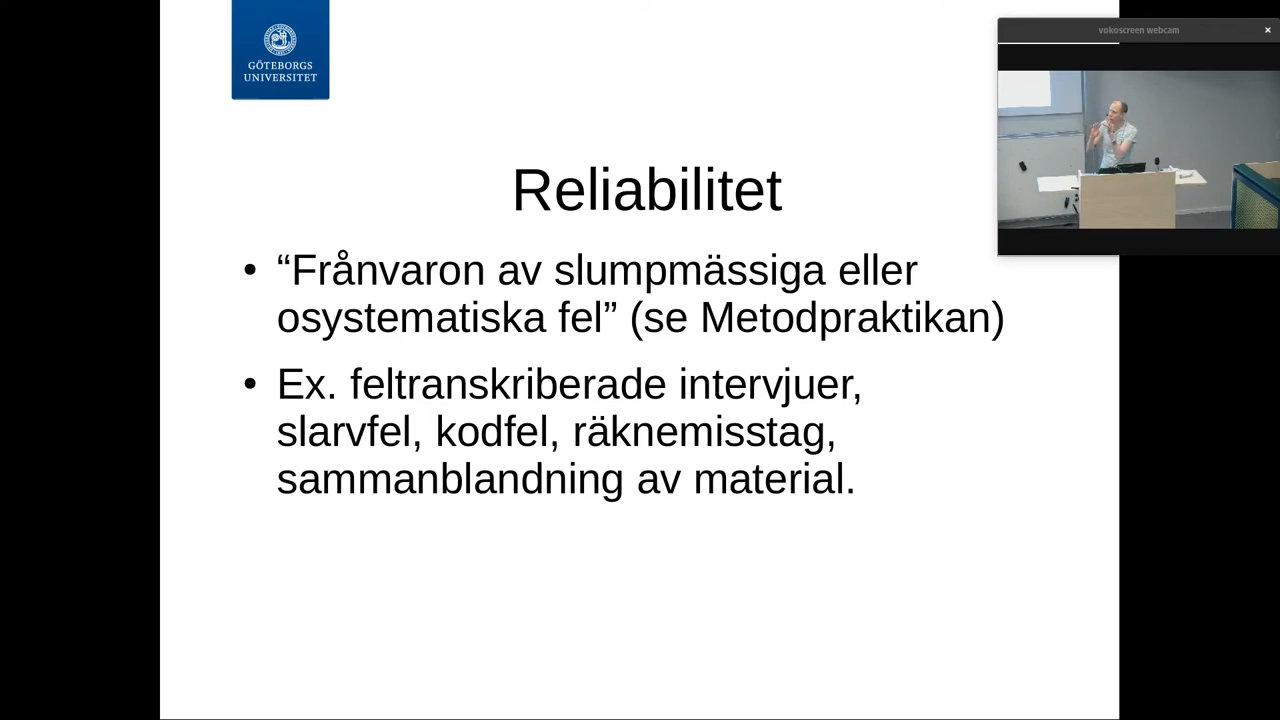 GÖTEBORGS
UNIVERSITET
vokoscreen webcam
Reliabilitet
• “Frånvaron av slumpmässiga eller
osystematiska fel” (se Metodpraktikan)
• Ex. feltranskriberade intervjuer,
slarvfel, kodfel, räknemisstag,
sammanblandning av material.